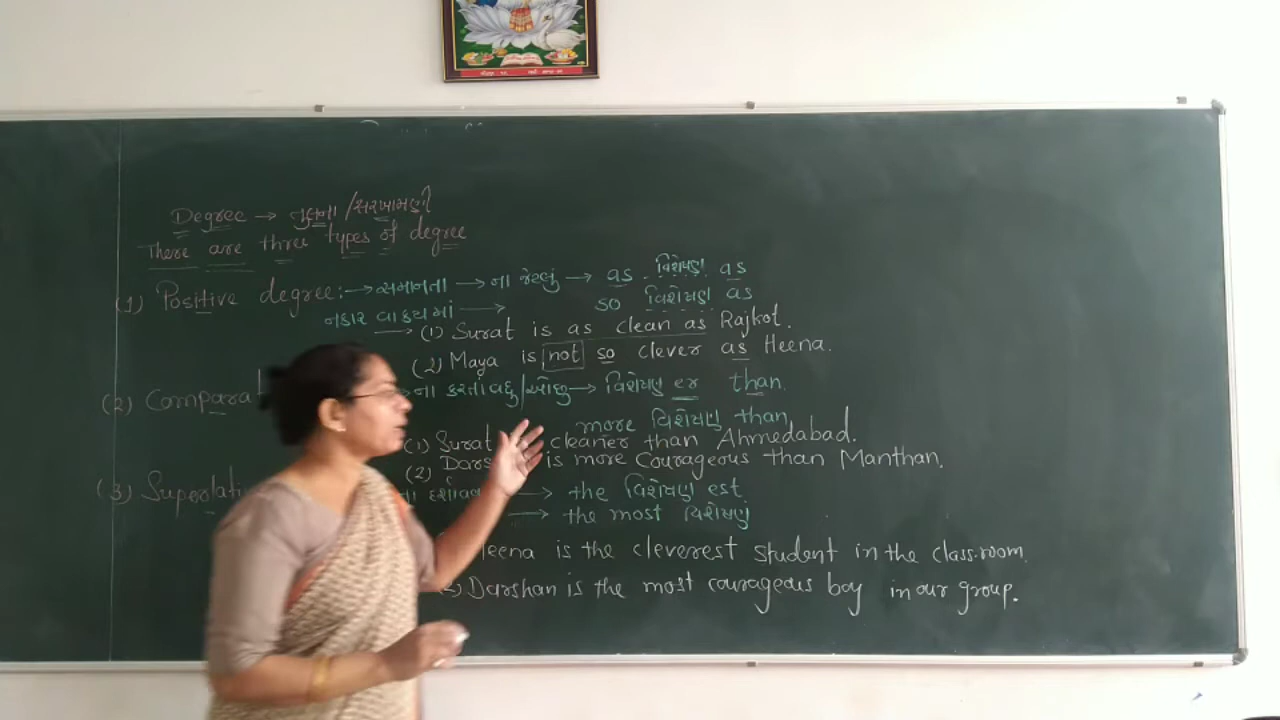 Degree → તુલના /સરખામણી
There are three types of degree
(1) Positive degree:→ સમાનતા → ના જેટલું → as વિશેષણ as
નકાર વાક્યમાં → so વિશેષણ as
→ (1) Surat is as clean as Rajkot.
(2) Maya is not so clever as Heena.
(2) Compara ના કરતા વધુ/ઓછુ → વિશેષણ er than.
more વિશેષણ than
(1) Surat cleaner than Ahmedabad.
(2) Dars is more Courageous than Manthan.
(3) Superlati → the વિશેષણ est
→ the most વિશેષણ
Heena is the cleverest student in the class-room.
2) Darshan is the most courageous boy in our group.